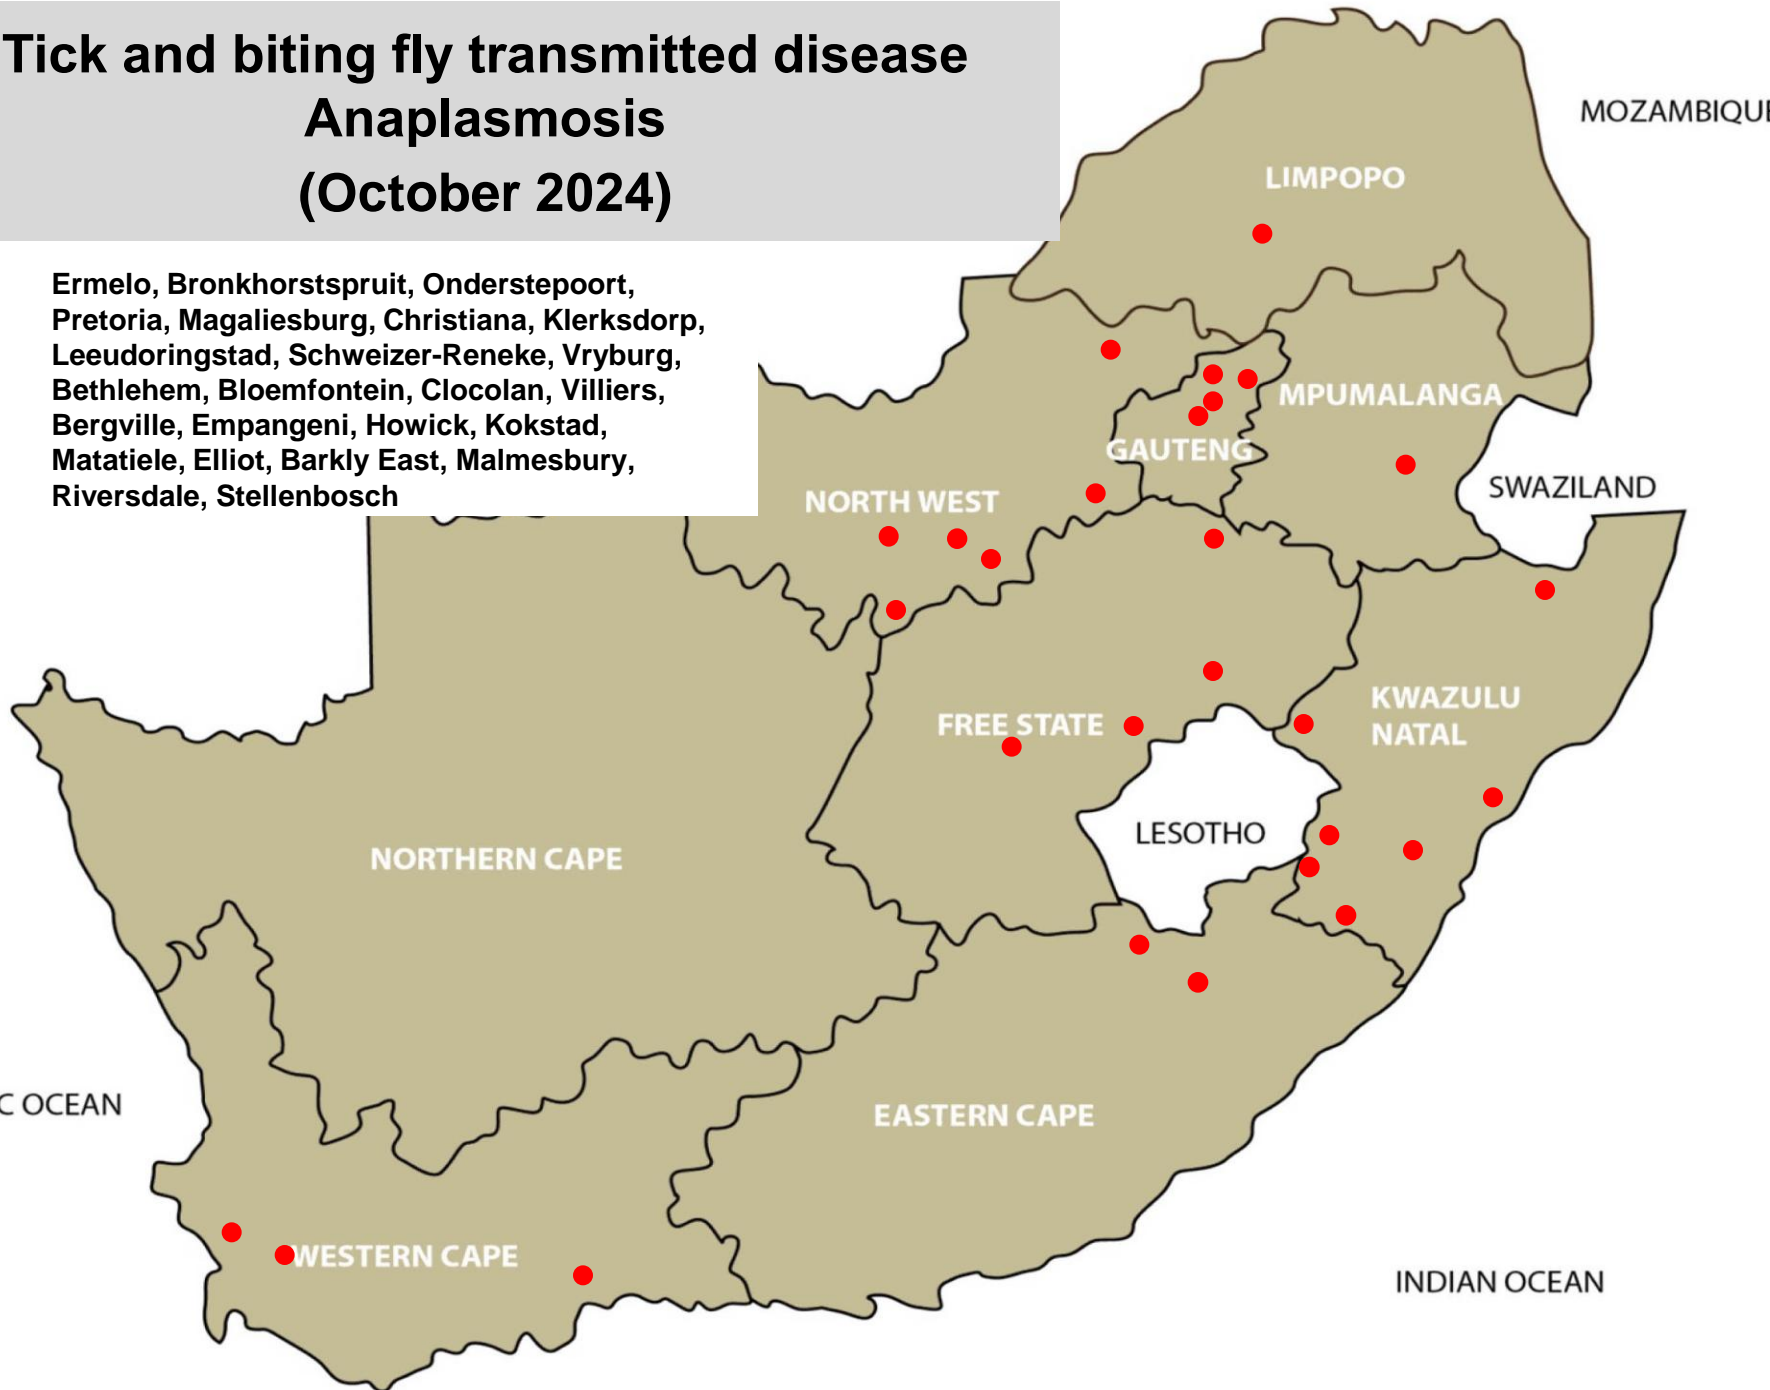 Tick and biting fly transmitted disease
Anaplasmosis
(October 2024)
MOZAMBIQUE
LIMPOPO
Ermelo, Bronkhorstspruit, Onderstepoort,
Pretoria, Magaliesburg, Christiana, Klerksdorp,
Leeudoringstad, Schweizer-Reneke, Vryburg,
Bethlehem, Bloemfontein, Clocolan, Villiers,
Bergville, Empangeni, Howick, Kokstad,
Matatiele, Elliot, Barkly East, Malmesbury,
Riversdale, Stellenbosch
MPUMALANGA
GAUTENG
SWAZILAND
NORTH WEST
KWAZULU
NATAL
FREE STATE
LESOTHO
NORTHERN CAPE
C OCEAN
EASTERN CAPE
WESTERN CAPE
INDIAN OCEAN